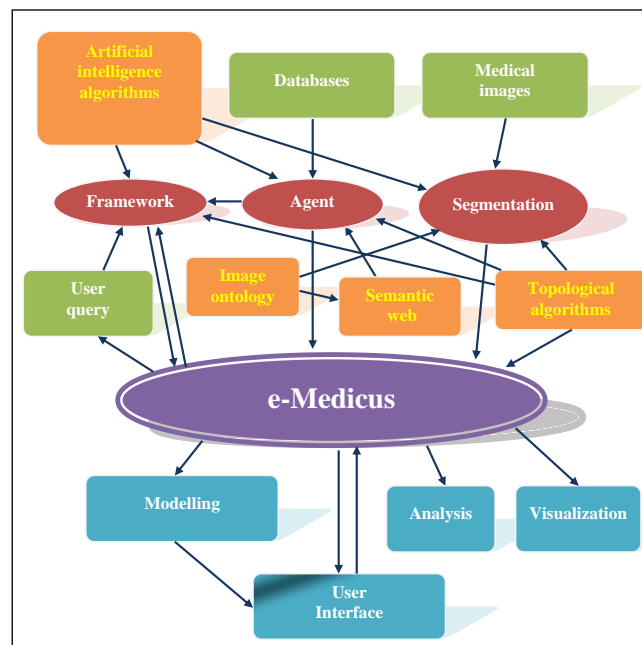 Artificial
intelligence
algorithms
Databases
Medical
images
Framework
Agent
Segmentation
User
query
Image
ontology
Semantic
web
Topological
algorithms
e-Medicus
Modelling
Analysis
Visualization
User
Interface